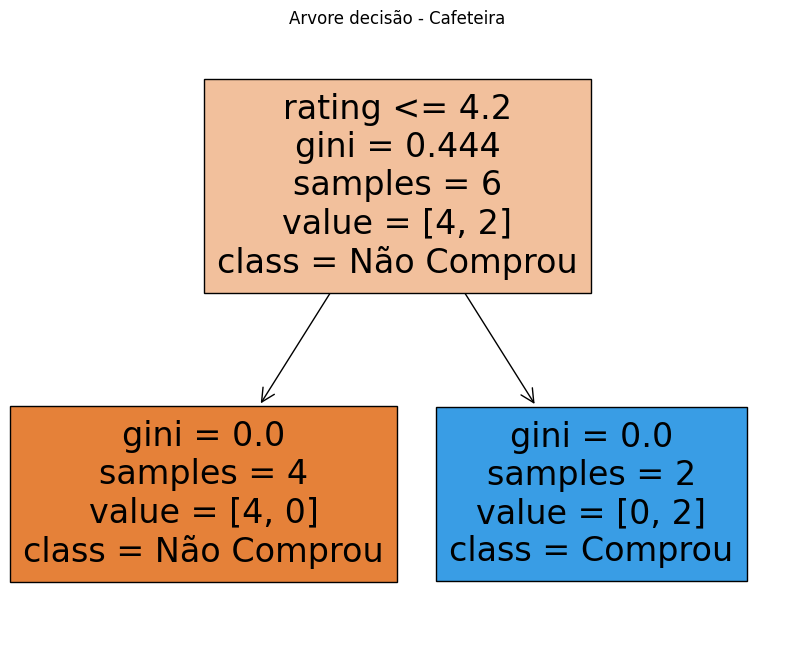 Arvore decisão - Cafeteira
rating <= 4.2
gini = 0.444
samples = 6
value = [4, 2]
class = Não Comprou
gini = 0.0
samples = 4
value = [4, 0]
class = Não Comprou
gini = 0.0
samples = 2
value = [0, 2]
class = Comprou